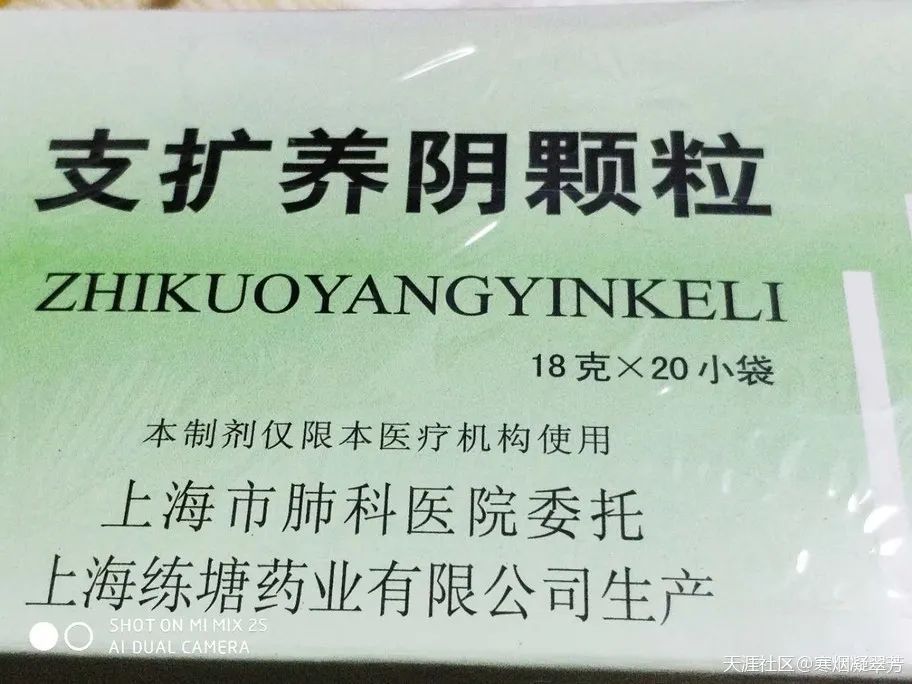 支扩养阴颗粒
ZHIKUOYANGYINKELI
18克×20小袋
本制剂仅限本医疗机构使用
上海市肺科医院委托
上海练塘药业有限公司生产
SHOT ON MI MIX 2S
AI DUAL CAMERA
天涯社区@寒烟凝翠芳